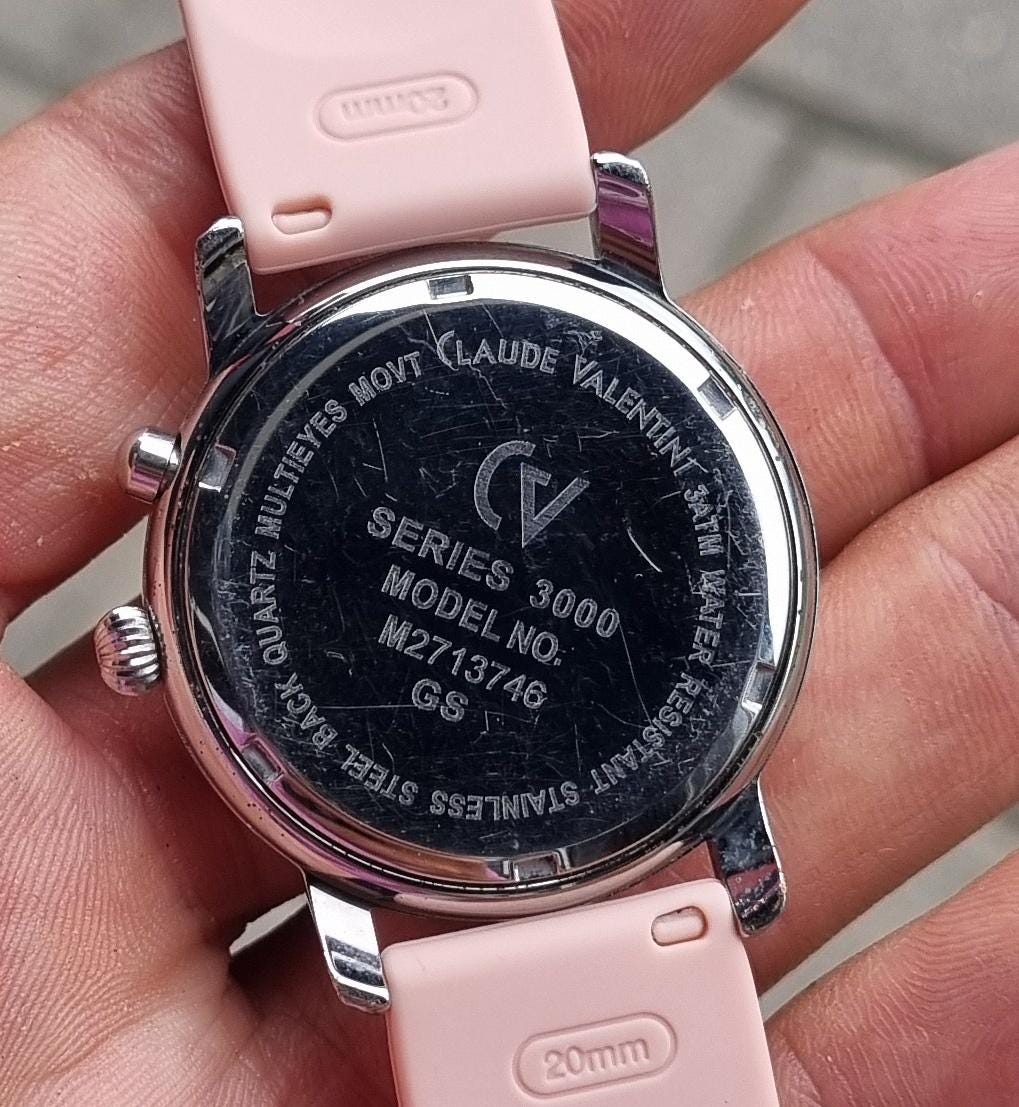 20mm
CLAUDE VALENTINI 3ATM WATER RESISTANT STAINLESS STEEL BACK QUARTZ MULTIEYES MOVT
CV
SERIES 3000
MODEL NO.
M2713746
GS
20mm